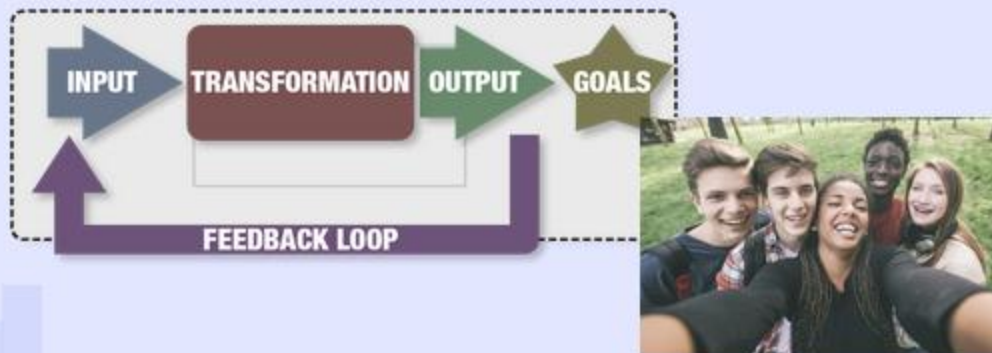 INPUT
TRANSFORMATION
OUTPUT
GOALS
FEEDBACK LOOP